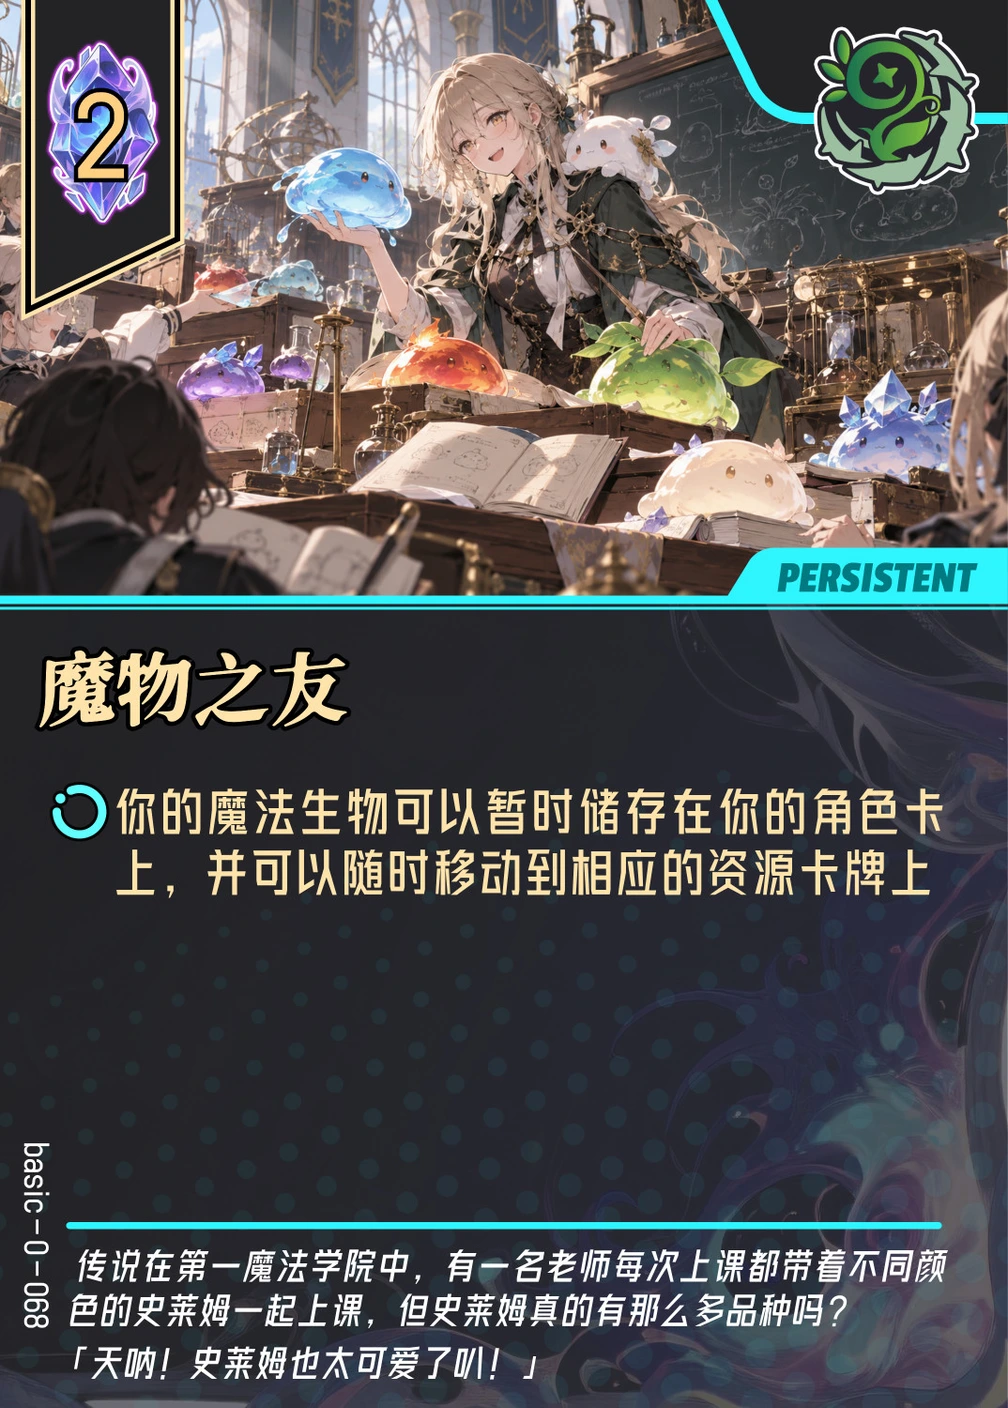 2
PERSISTENT
魔物之友
你的魔法生物可以暂时储存在你的角色卡
上，并可以随时移动到相应的资源卡牌上
basic-0-068
传说在第一魔法学院中，有一名老师每次上课都带着不同颜
色的史莱姆一起上课，但史莱姆真的有那么多品种吗？
「天呐！史莱姆也太可爱了叭！」